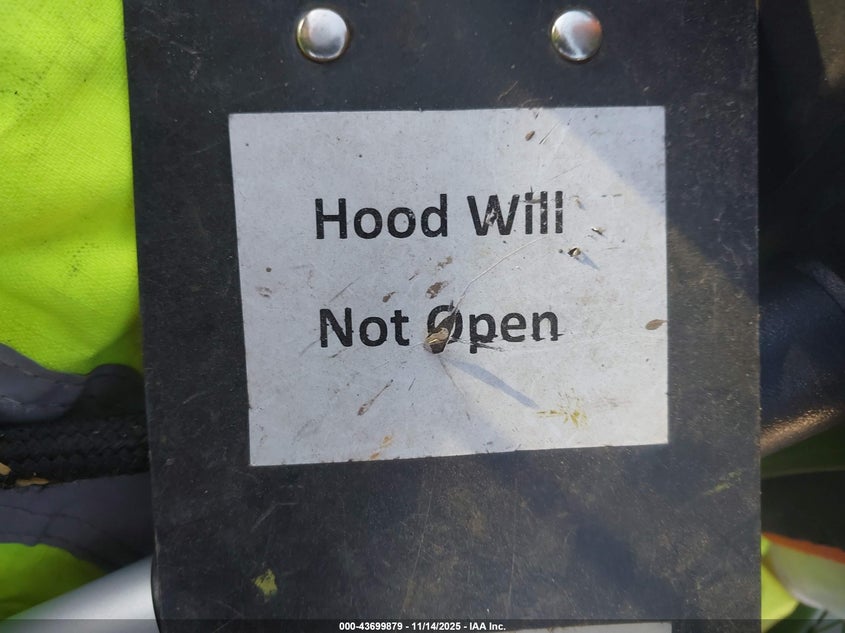 Hood Will
Not Open
000-43699879 - 11/14/2025 - IAA Inc.